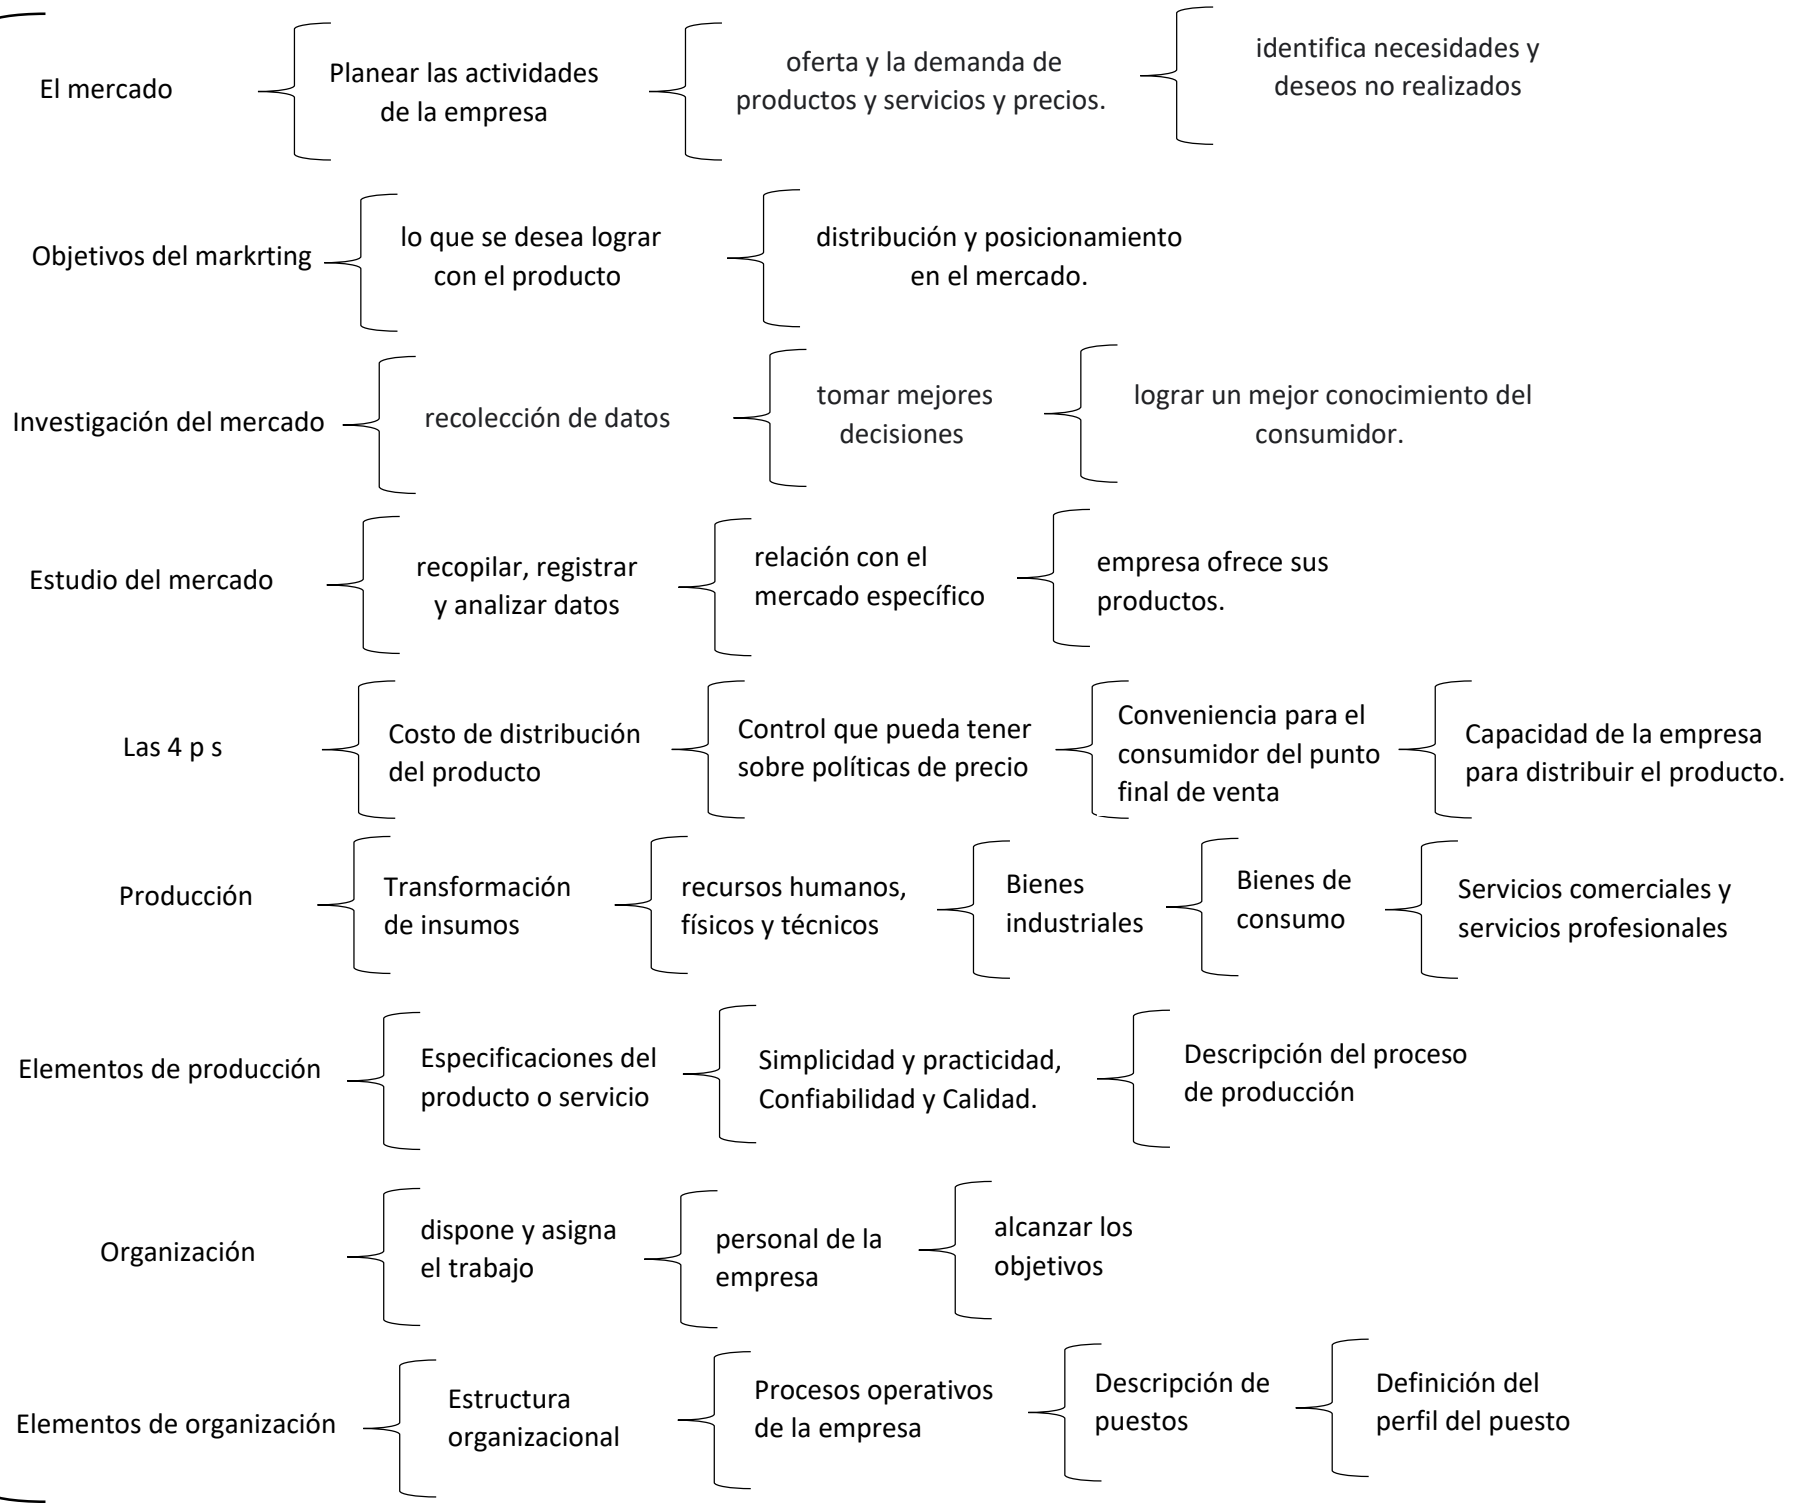 El mercado
Planear las actividades
de la empresa
oferta y la demanda de
productos y servicios y precios.
identifica necesidades y
deseos no realizados
Objetivos del markrting
lo que se desea lograr
con el producto
distribución y posicionamiento
en el mercado.
Investigación del mercado
recolección de datos
tomar mejores
decisiones
lograr un mejor conocimiento del
consumidor.
Estudio del mercado
recopilar, registrar
y analizar datos
relación con el
mercado específico
empresa ofrece sus
productos.
Las 4 p s
Costo de distribución
del producto
Control que pueda tener
sobre políticas de precio
Conveniencia para el
consumidor del punto
final de venta
Capacidad de la empresa
para distribuir el producto.
Producción
Transformación
de insumos
recursos humanos,
físicos y técnicos
Bienes
industriales
Bienes de
consumo
Servicios comerciales y
servicios profesionales
Elementos de producción
Especificaciones del
producto o servicio
Simplicidad y practicidad,
Confiabilidad y Calidad.
Descripción del proceso
de producción
Organización
dispone y asigna
el trabajo
personal de la
empresa
alcanzar los
objetivos
Elementos de organización
Estructura
organizacional
Procesos operativos
de la empresa
Descripción de
puestos
Definición del
perfil del puesto